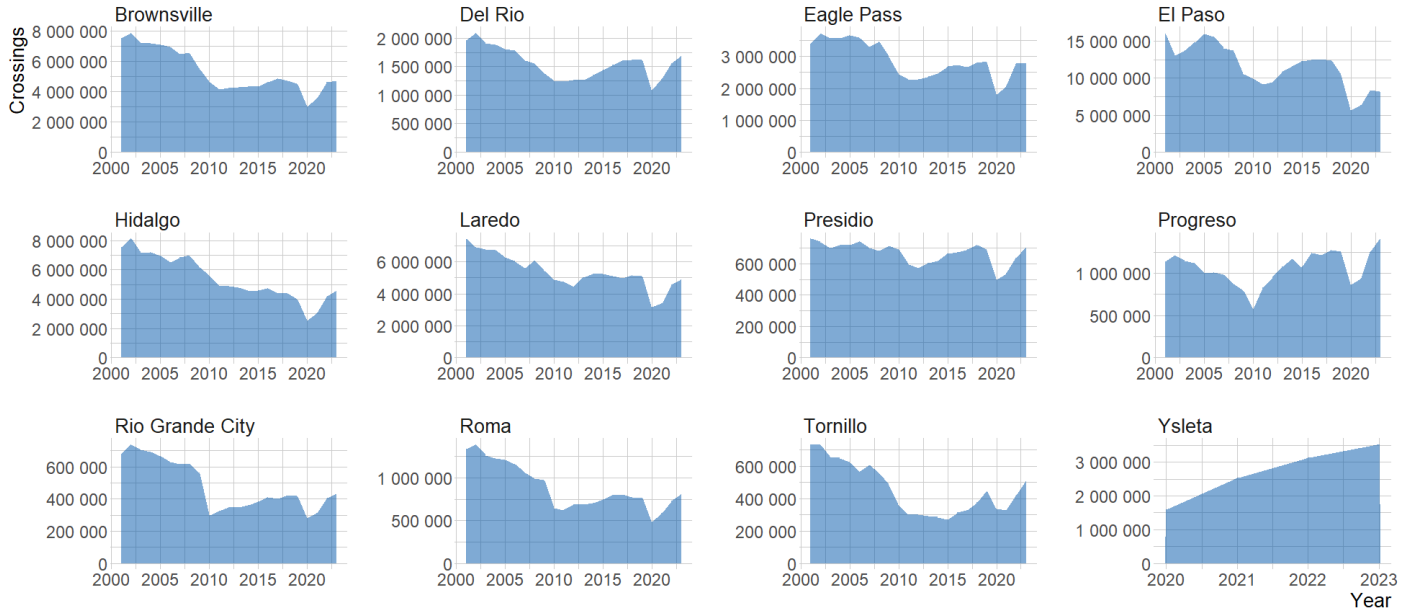 Crossings
Brownsville
8 000 000
6 000 000
4 000 000
2 000 000
0
2000 2005 2010 2015 2020
Del Rio
2 000 000
1 500 000
1 000 000
500 000
0
2000 2005 2010 2015 2020
Eagle Pass
3 000 000
2 000 000
1 000 000
0
2000 2005 2010 2015 2020
El Paso
15 000 000
10 000 000
5 000 000
0
2000 2005 2010 2015 2020
Hidalgo
8 000 000
6 000 000
4 000 000
2 000 000
0
2000 2005 2010 2015 2020
Laredo
6 000 000
4 000 000
2 000 000
0
2000 2005 2010 2015 2020
Presidio
600 000
400 000
200 000
0
2000 2005 2010 2015 2020
Progreso
1 000 000
500 000
0
2000 2005 2010 2015 2020
Rio Grande City
600 000
400 000
200 000
0
2000 2005 2010 2015 2020
Roma
1 000 000
500 000
0
2000 2005 2010 2015 2020
Tornillo
600 000
400 000
200 000
0
2000 2005 2010 2015 2020
Ysleta
3 000 000
2 000 000
1 000 000
0
2020 2021 2022 2023
Year